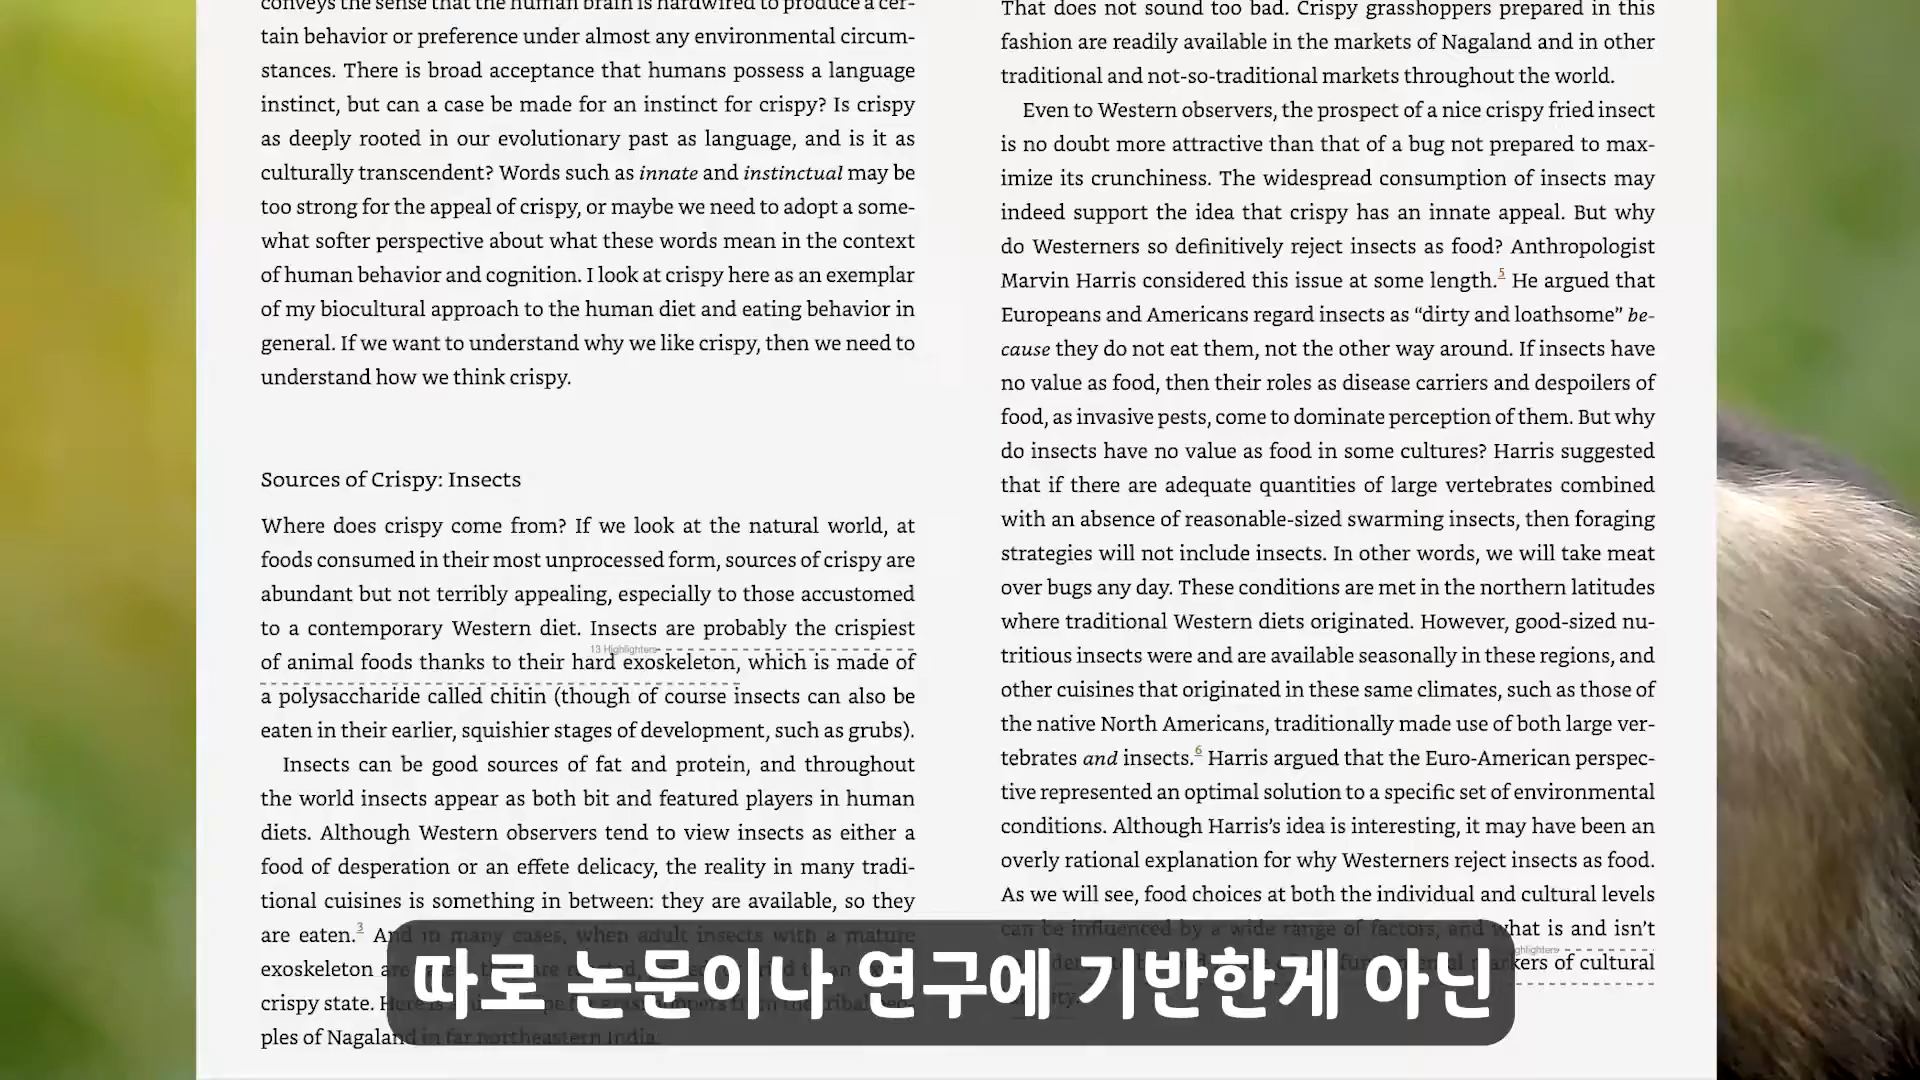 conveys the sense that the human brain is hardwired to produce a cer-
tain behavior or preference under almost any environmental circum-
stances. There is broad acceptance that humans possess a language
instinct, but can a case be made for an instinct for crispy? Is crispy
as deeply rooted in our evolutionary past as language, and is it as
culturally transcendent? Words such as innate and instinctual may be
too strong for the appeal of crispy, or maybe we need to adopt a some-
what softer perspective about what these words mean in the context
of human behavior and cognition. I look at crispy here as an exemplar
of my biocultural approach to the human diet and eating behavior in
general. If we want to understand why we like crispy, then we need to
understand how we think crispy.
Sources of Crispy: Insects
Where does crispy come from? If we look at the natural world, at
foods consumed in their most unprocessed form, sources of crispy are
abundant but not terribly appealing, especially to those accustomed
to a contemporary Western diet. Insects are probably the crispiest
13 Highlighters
of animal foods thanks to their hard exoskeleton, which is made of
a polysaccharide called chitin (though of course insects can also be
eaten in their earlier, squishier stages of development, such as grubs).
Insects can be good sources of fat and protein, and throughout
the world insects appear as both bit and featured players in human
diets. Although Western observers tend to view insects as either a
food of desperation or an effete delicacy, the reality in many tradi-
tional cuisines is something in between: they are available, so they
are eaten.3 And in many cases, when adult insects with a mature
exoskeleton
crispy state.
ples of Nagaland in far northeastern India.
That does not sound too bad. Crispy grasshoppers prepared in this
fashion are readily available in the markets of Nagaland and in other
traditional and not-so-traditional markets throughout the world.
Even to Western observers, the prospect of a nice crispy fried insect
is no doubt more attractive than that of a bug not prepared to max-
imize its crunchiness. The widespread consumption of insects may
indeed support the idea that crispy has an innate appeal. But why
do Westerners so definitively reject insects as food? Anthropologist
Marvin Harris considered this issue at some length.5 He argued that
Europeans and Americans regard insects as “dirty and loathsome” be-
cause they do not eat them, not the other way around. If insects have
no value as food, then their roles as disease carriers and despoilers of
food, as invasive pests, come to dominate perception of them. But why
do insects have no value as food in some cultures? Harris suggested
that if there are adequate quantities of large vertebrates combined
with an absence of reasonable-sized swarming insects, then foraging
strategies will not include insects. In other words, we will take meat
over bugs any day. These conditions are met in the northern latitudes
where traditional Western diets originated. However, good-sized nu-
tritious insects were and are available seasonally in these regions, and
other cuisines that originated in these same climates, such as those of
the native North Americans, traditionally made use of both large ver-
tebrates and insects.6 Harris argued that the Euro-American perspec-
tive represented an optimal solution to a specific set of environmental
conditions. Although Harris’s idea is interesting, it may have been an
overly rational explanation for why Westerners reject insects as food.
As we will see, food choices at both the individual and cultural levels
can be influenced by a wide range of factors, and what is and isn’t
of cultural
따로 논문이나 연구에 기반한게 아닌